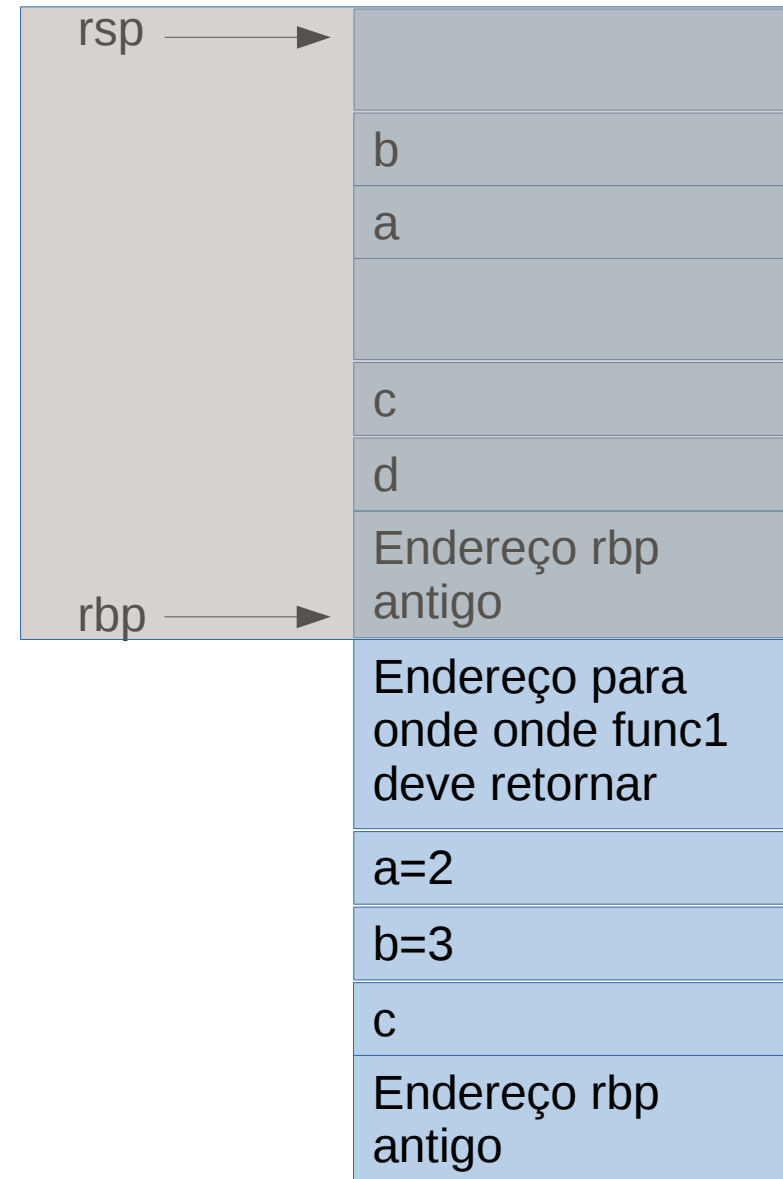 rsp
b
a
c
d
Endereço rbp
antigo
rbp
Endereço para
onde onde func1
deve retornar
a=2
b=3
c
Endereço rbp
antigo